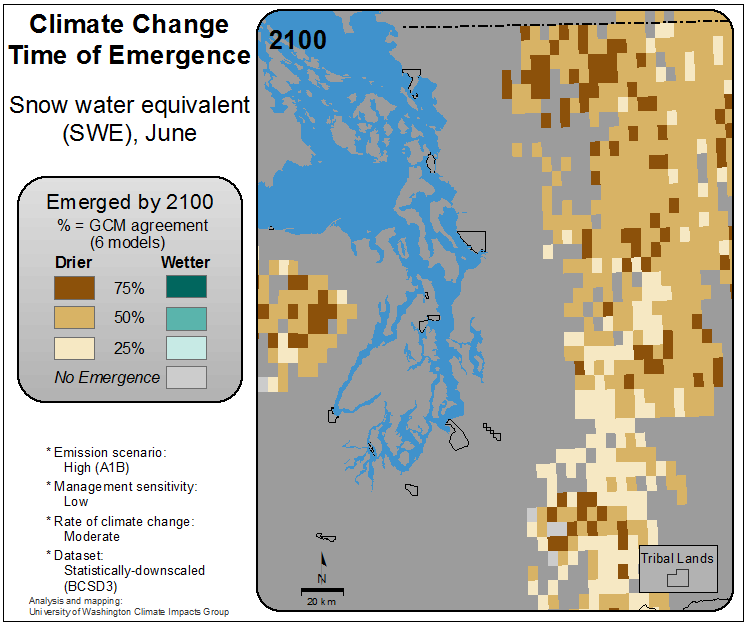 Climate Change
Time of Emergence
Snow water equivalent
(SWE), June
Emerged by 2100
% = GCM agreement
(6 models)
Drier Wetter
75%
50%
25%
No Emergence
* Emission scenario:
High (A1B)
* Management sensitivity:
Low
* Rate of climate change:
Moderate
* Dataset:
Statistically-downscaled
(BCSD3)
Analysis and mapping:
University of Washington Climate Impacts Group
2100
N
20 km
Tribal Lands